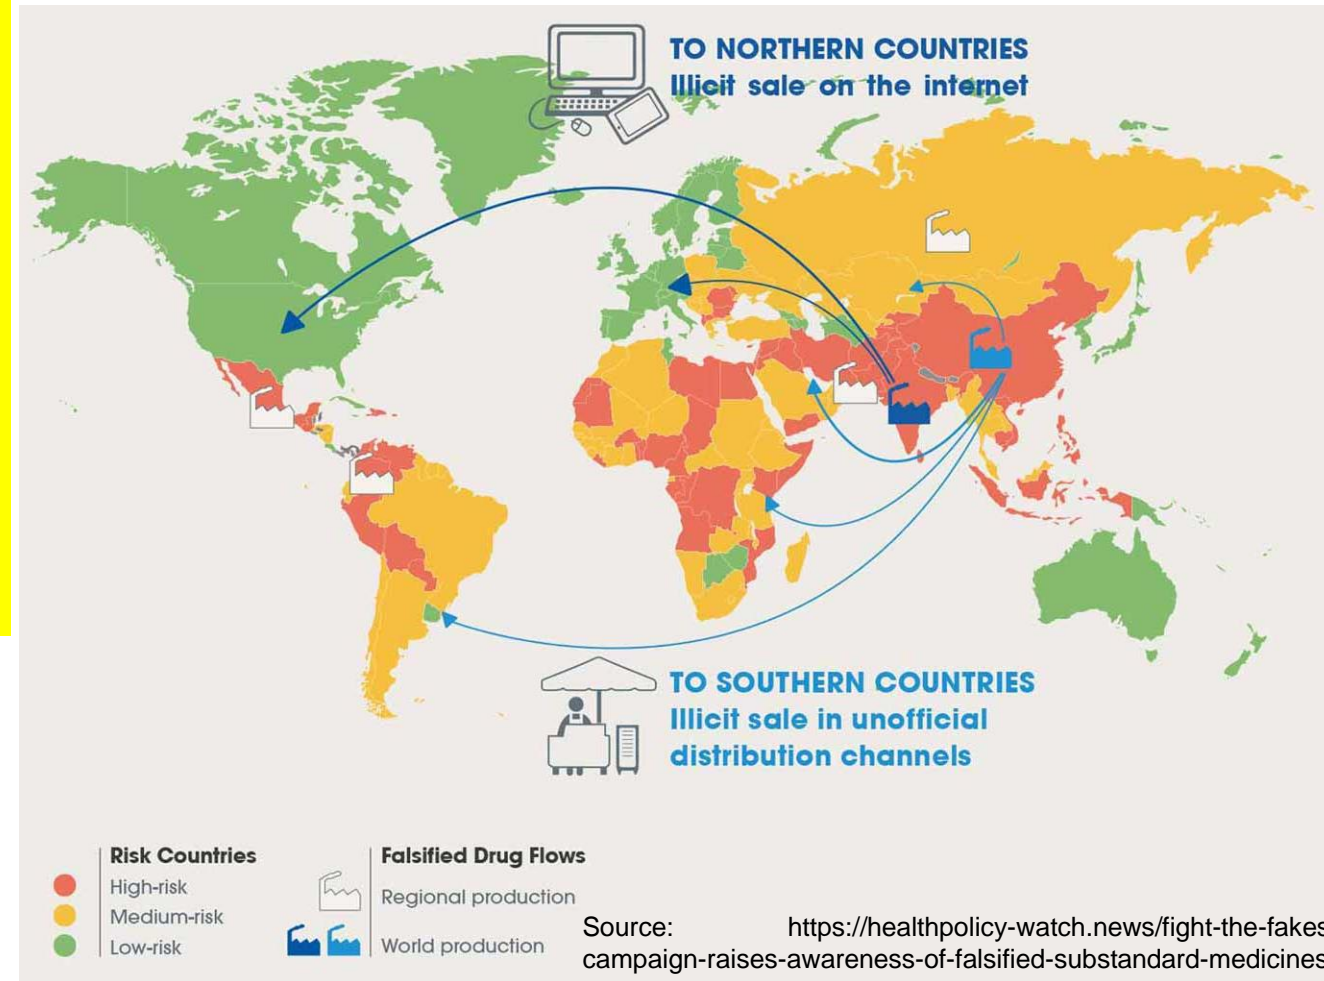 TO NORTHERN COUNTRIES
Illicit sale on the internet
TO SOUTHERN COUNTRIES
Illicit sale in unofficial
distribution channels
Risk Countries
High-risk
Medium-risk
Low-risk
Falsified Drug Flows
Regional production
World production
Source: https://healthpolicy-watch.news/fight-the-fakes
campaign-raises-awareness-of-falsified-substandard-medicines